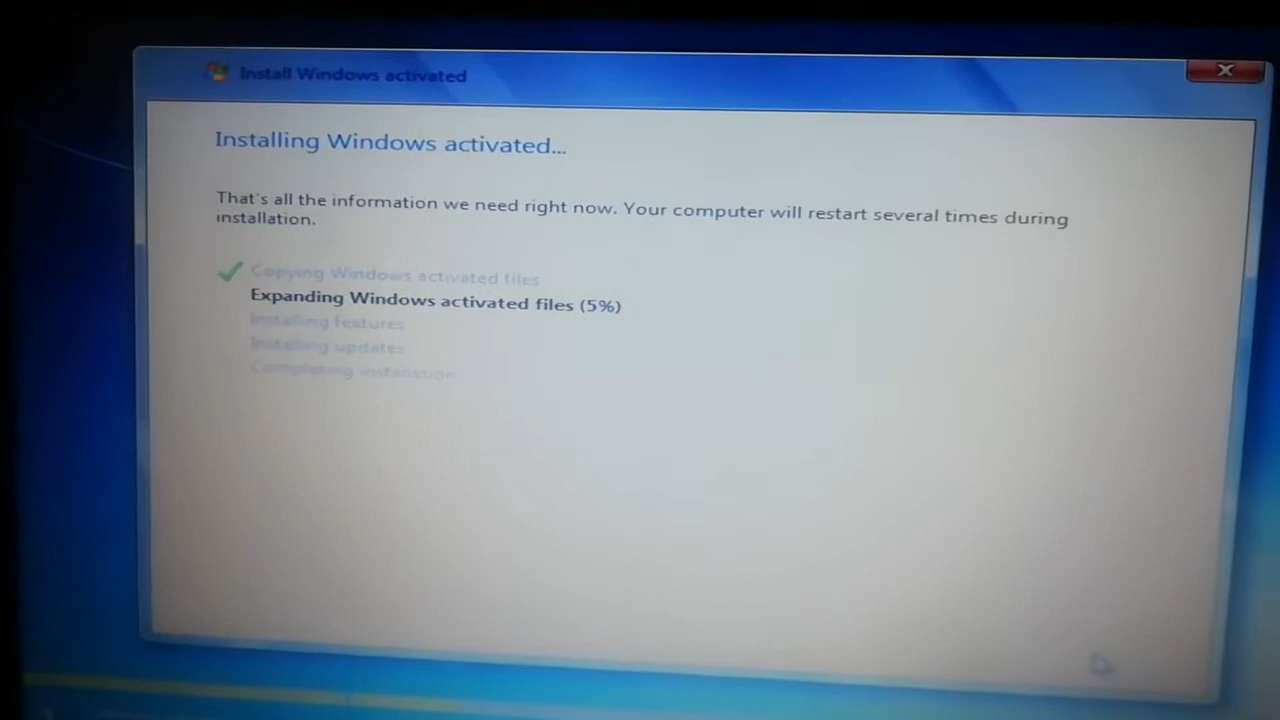 Install Windows activated
Installing Windows activated...
That's all the information we need right now. Your computer will restart several times during
installation.
Copying Windows activated files
Expanding Windows activated files (5%)
Installing features
Installing updates
Completing installation